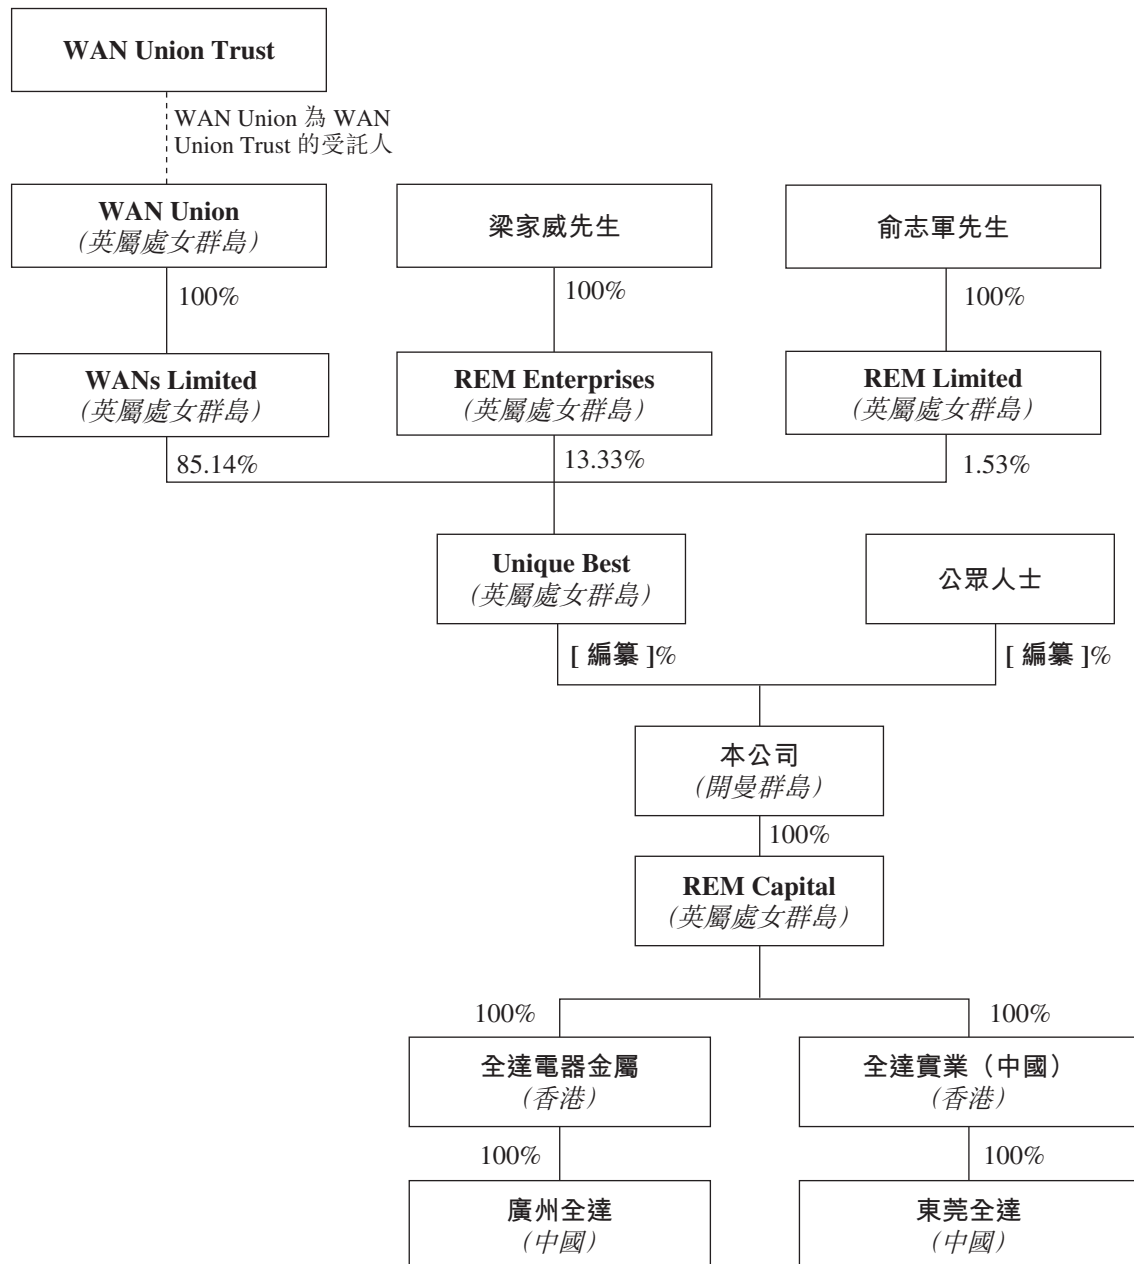 WAN Union Trust
WAN Union 為 WAN
Union Trust 的受託人
WAN Union
(英屬處女群島)
梁家威先生
俞志軍先生
100%
100%
100%
WANs Limited
(英屬處女群島)
REM Enterprises
(英屬處女群島)
REM Limited
(英屬處女群島)
85.14%
13.33%
1.53%
Unique Best
(英屬處女群島)
公眾人士
[ 編纂 ]%
[ 編纂 ]%
本公司
(開曼群島)
100%
REM Capital
(英屬處女群島)
100%
100%
全達電器金屬
(香港)
全達實業（中國）
(香港)
100%
100%
廣州全達
(中國)
東莞全達
(中國)